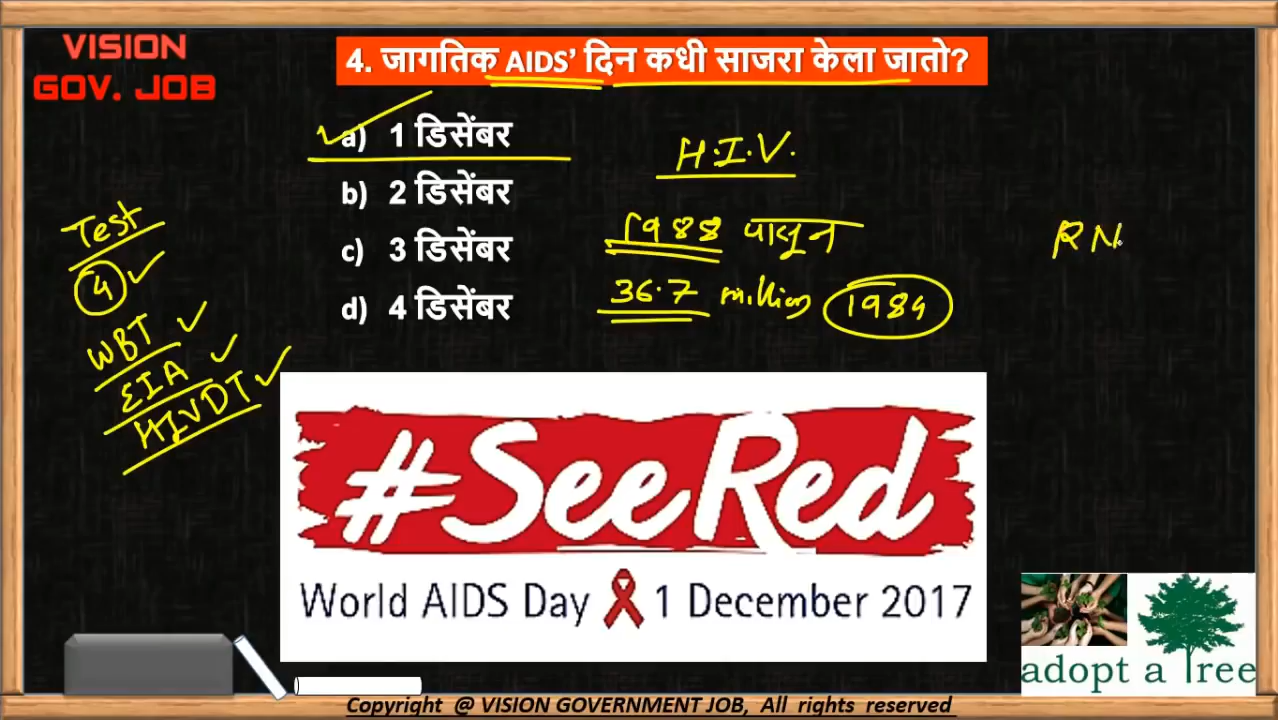 VISION
GOV. JOB
4. जागतिक AIDS’ दिन कधी साजरा केला जातो?
a) 1 डिसेंबर
b) 2 डिसेंबर
c) 3 डिसेंबर
d) 4 डिसेंबर
H.I.V.
1988 पासून
36.7 million 1984
RN
Test
4
WBT
EIA
HIVDT
#SeeRed
World AIDS Day 1 December 2017
adopt a Tree
Copyright @ VISION GOVERNMENT JOB, All rights reserved